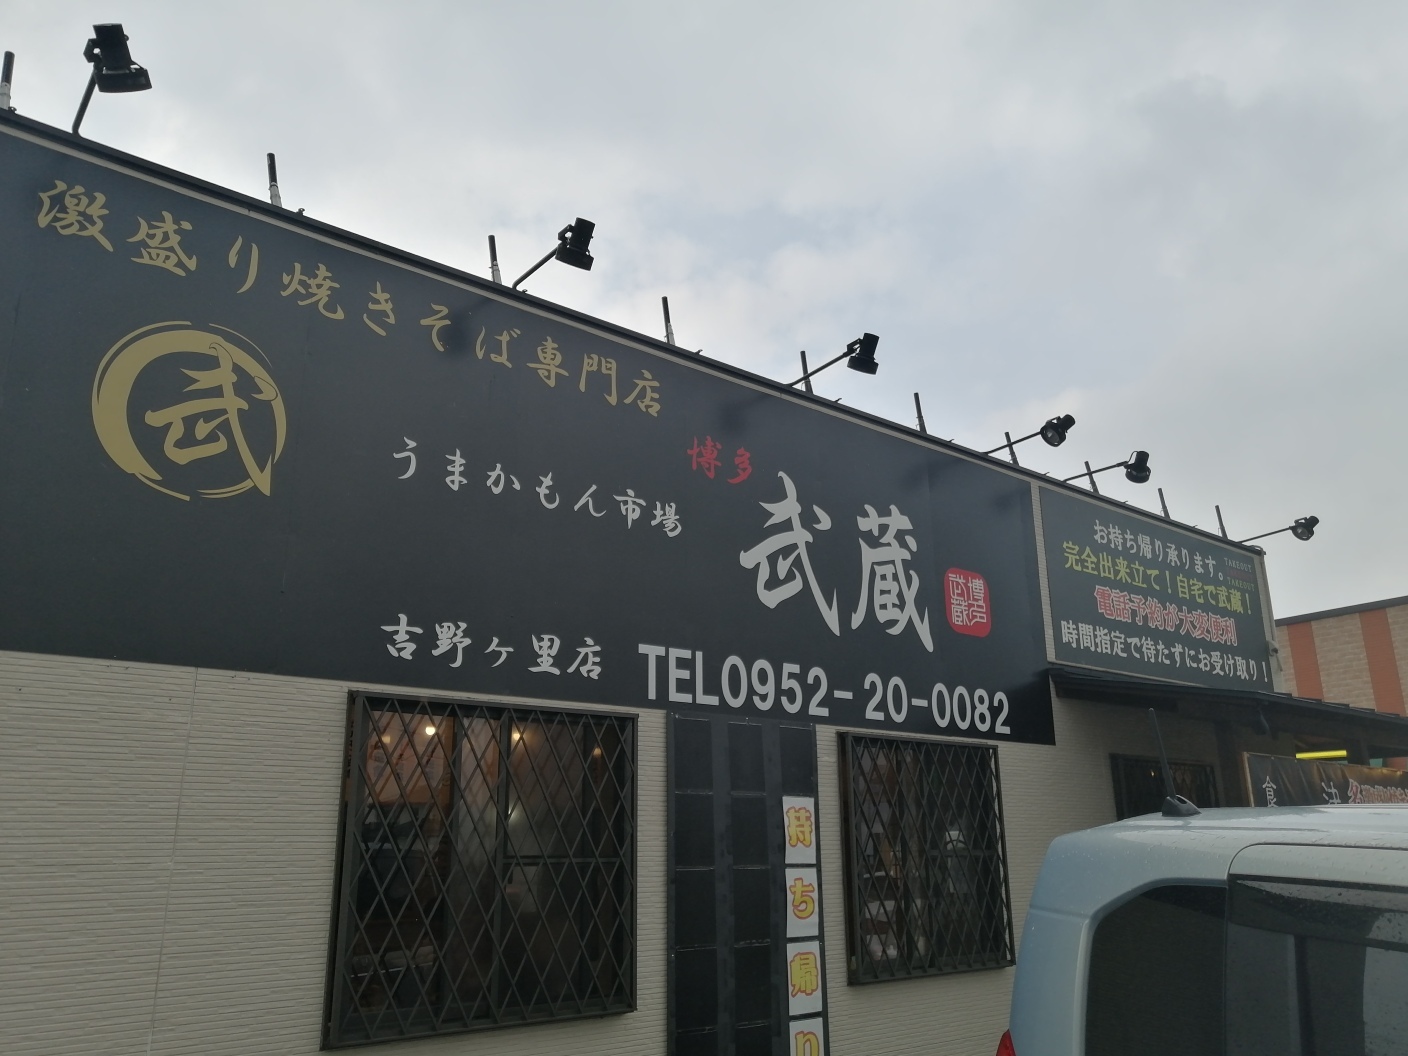 激盛り焼きそば専門店
武
うまかもん市場
博多
武蔵
博多
武蔵
吉野ヶ里店
TEL0952-20-0082
お持ち帰り承ります。
TAKEOUT
完全出来立て!自宅で武蔵!
TAKEOUT
電話予約が大変便利
時間指定で待たずにお受け取り!
持ち帰り
食